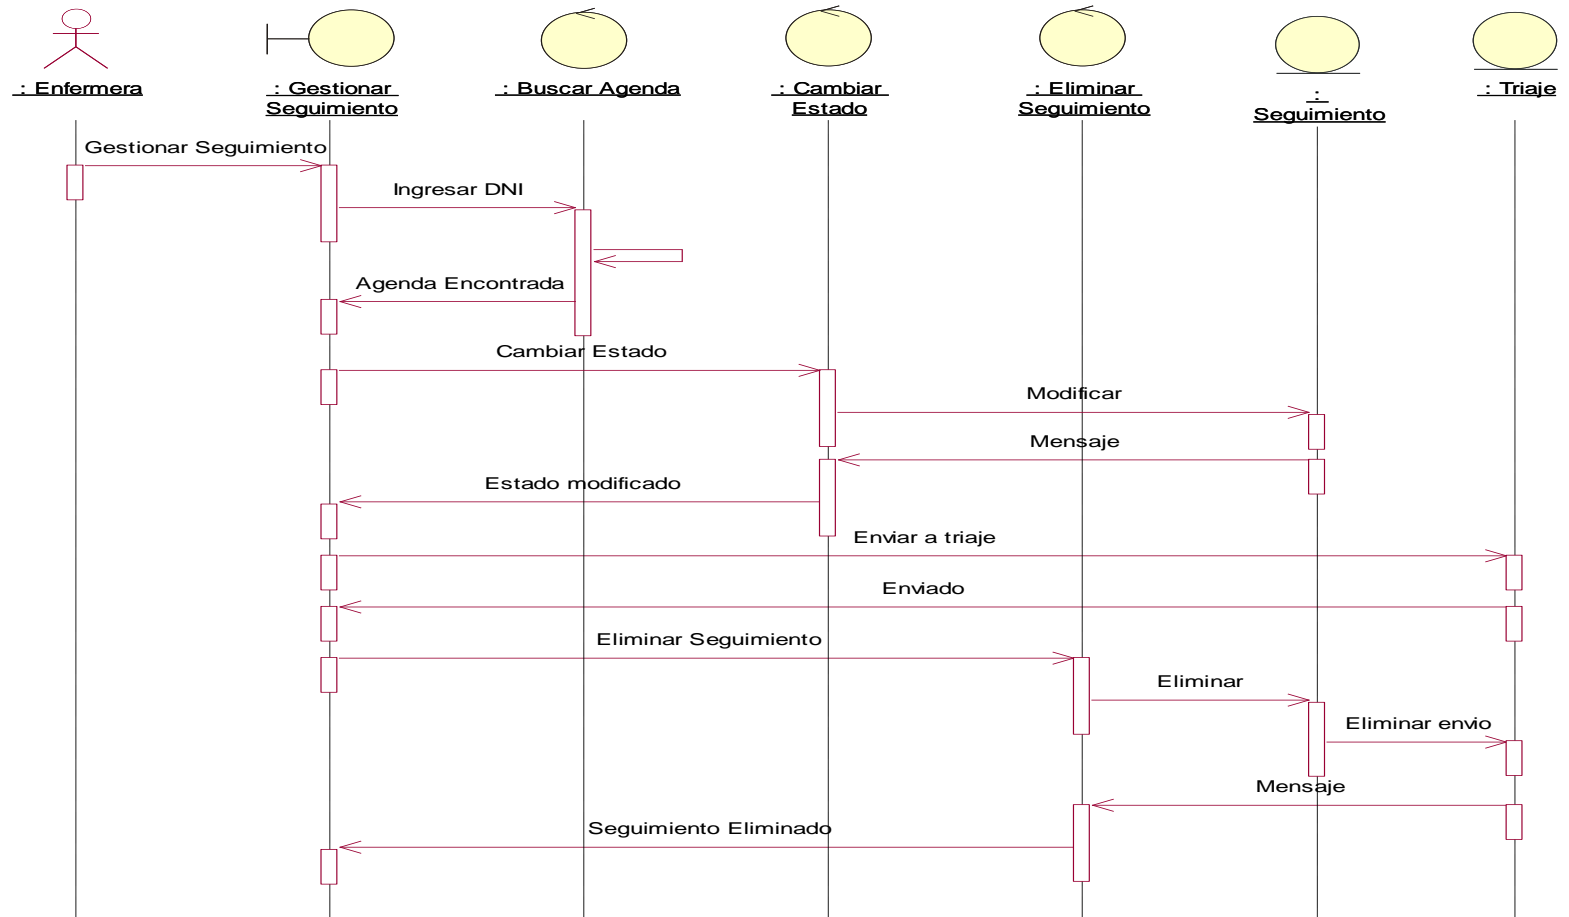 : Enfermera
: Gestionar
Seguimiento
: Buscar Agenda
: Cambiar
Estado
: Eliminar
Seguimiento
:
Seguimiento
: Triaje
Gestionar Seguimiento
Ingresar DNI
Agenda Encontrada
Cambiar Estado
Modificar
Mensaje
Estado modificado
Enviar a triaje
Enviado
Eliminar Seguimiento
Eliminar
Eliminar envio
Mensaje
Seguimiento Eliminado